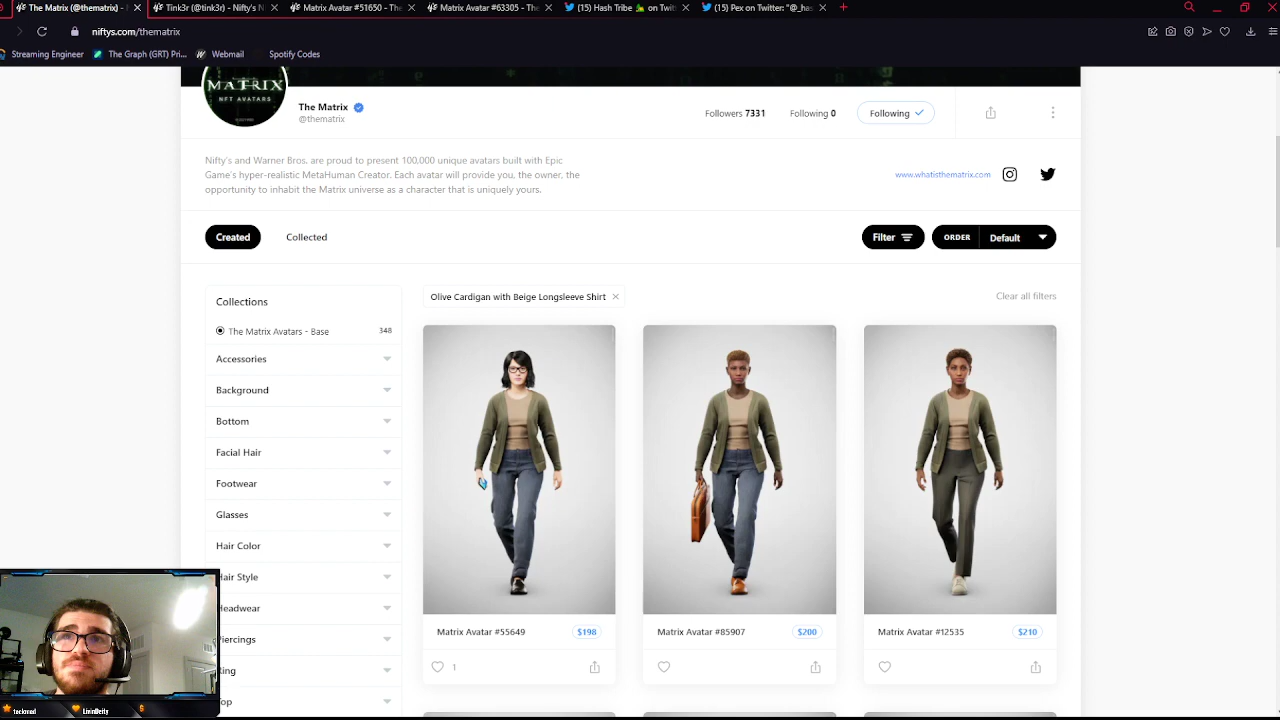 The Matrix (@thematrix) -
Tink3r (@tink3r) - Nifty's N
Matrix Avatar #51650 - The
Matrix Avatar #63305 - The
(15) Hash Tribe on Twit
(15) Pex on Twitter: "@_has
niftys.com/thematrix
Streaming Engineer
The Graph (GRT) Pri...
Webmail
Spotify Codes
MATRIX
NFT AVATARS
The Matrix
@thematrix
Followers 7331
Following 0
Following
Nifty's and Warner Bros. are proud to present 100,000 unique avatars built with Epic
Game's hyper-realistic MetaHuman Creator. Each avatar will provide you, the owner, the
opportunity to inhabit the Matrix universe as a character that is uniquely yours.
www.whatisthematrix.com
Created
Collected
Filter
ORDER
Default
Collections
The Matrix Avatars - Base
348
Accessories
Background
Bottom
Facial Hair
Footwear
Glasses
Hair Color
Hair Style
Headwear
Piercings
Ring
Top
Olive Cardigan with Beige Longsleeve Shirt
Clear all filters
Matrix Avatar #55649
$198
1
Matrix Avatar #85907
$200
Matrix Avatar #12535
$210